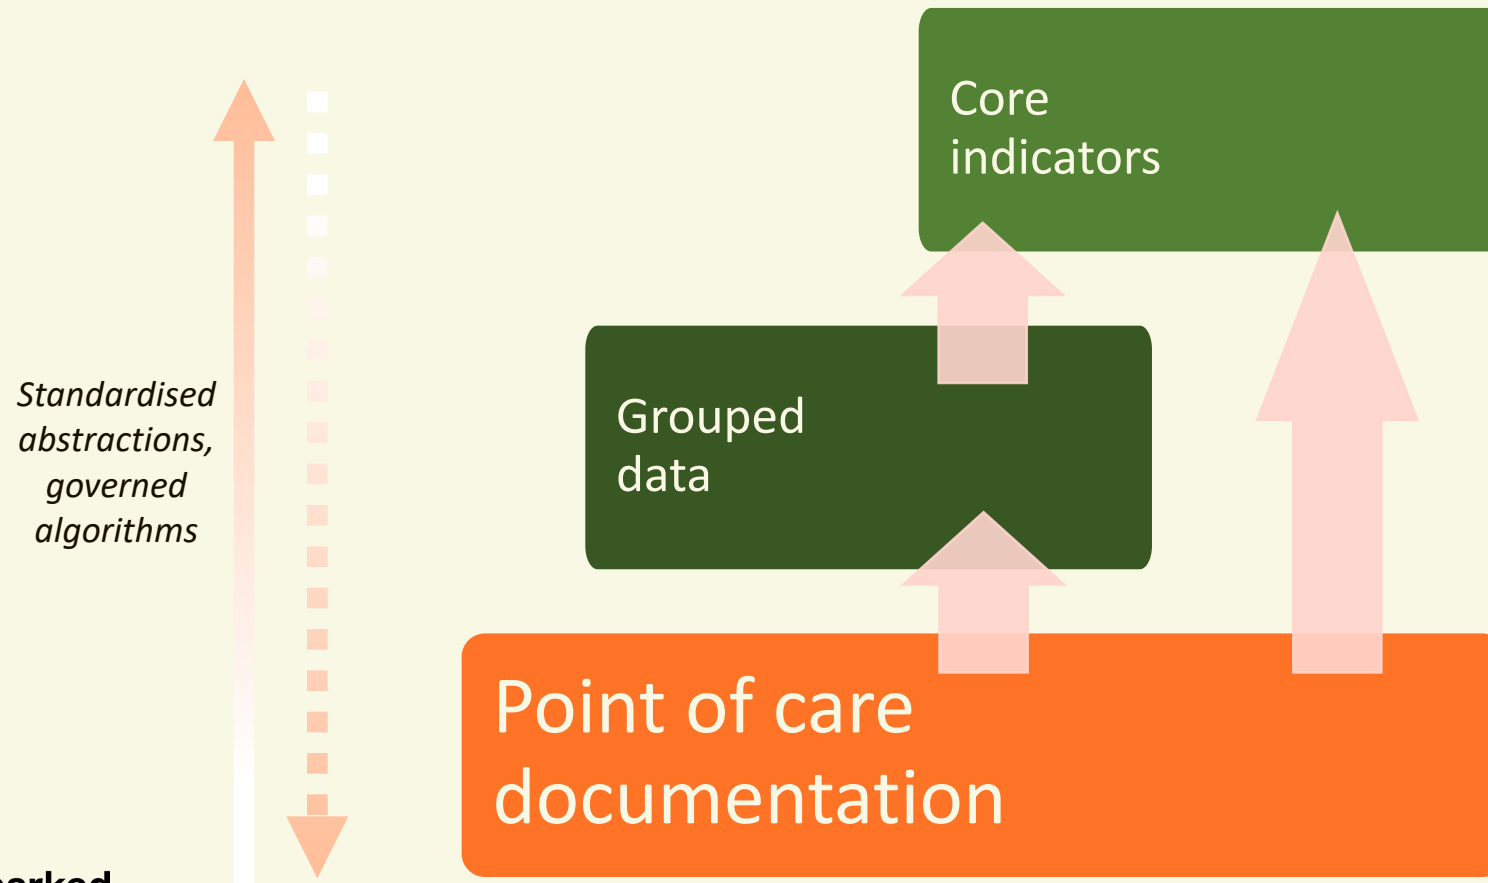 Core
indicators
Standardised
abstractions,
governed
algorithms
Grouped
data
Point of care
documentation